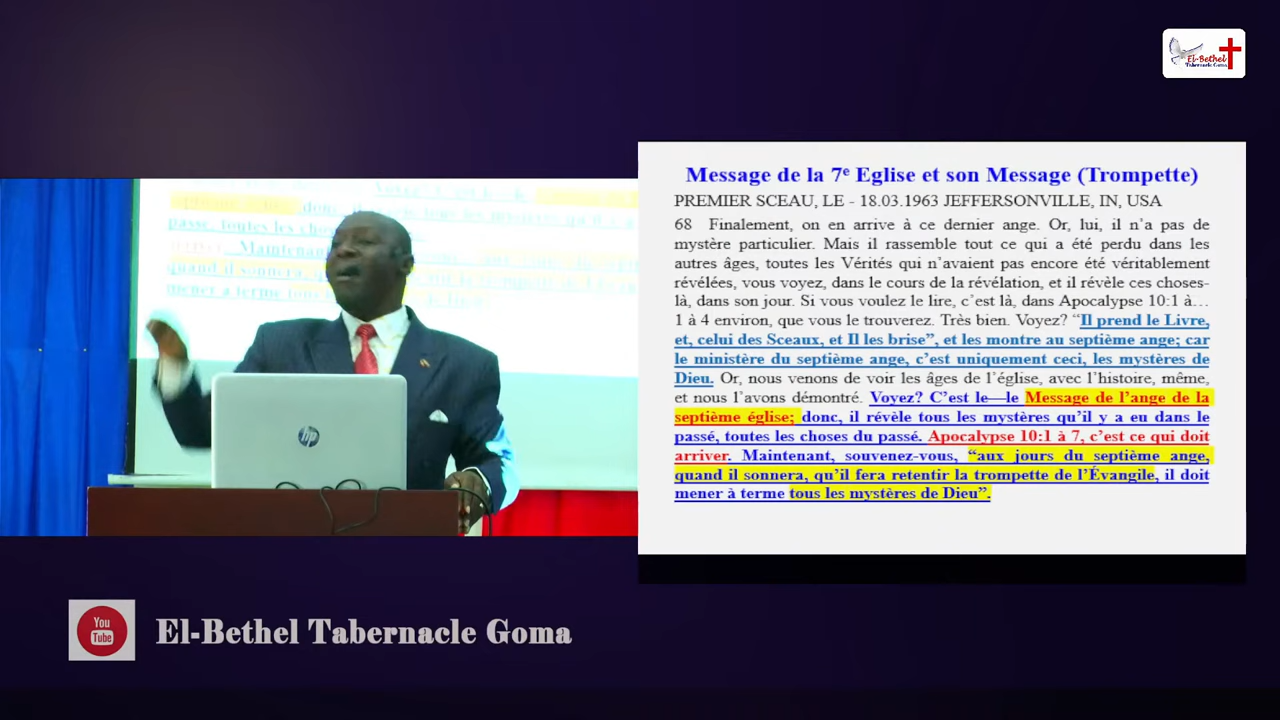 El-Bethel
Tabernacle Goma
Message de la 7e Eglise et son Message (Trompette)
PREMIER SCEAU, LE - 18.03.1963 JEFFERSONVILLE, IN, USA
68 Finalement, on en arrive à ce dernier ange. Or, lui, il n’a pas de
mystère particulier. Mais il rassemble tout ce qui a été perdu dans les
autres âges, toutes les Vérités qui n’avaient pas encore été véritablement
révélées, vous voyez, dans le cours de la révélation, et il révèle ces choses-
là, dans son jour. Si vous voulez le lire, c’est là, dans Apocalypse 10:1 à…
1 à 4 environ, que vous le trouverez. Très bien. Voyez? “Il prend le Livre,
et, celui des Sceaux, et Il les brise”, et les montre au septième ange; car
le ministère du septième ange, c’est uniquement ceci, les mystères de
Dieu. Or, nous venons de voir les âges de l’église, avec l’histoire, même,
et nous l’avons démontré. Voyez? C’est le—le Message de l’ange de la
septième église; donc, il révèle tous les mystères qu’il y a eu dans le
passé, toutes les choses du passé. Apocalypse 10:1 à 7, c’est ce qui doit
arriver. Maintenant, souvenez-vous, “aux jours du septième ange,
quand il sonnera, qu’il fera retentir la trompette de l’Évangile, il doit
mener à terme tous les mystères de Dieu”.
hp
You
Tube
El-Bethel Tabernacle Goma